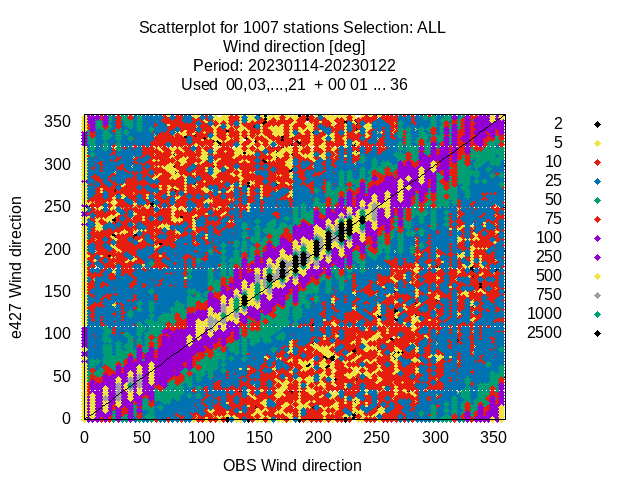 Scatterplot for 1007 stations Selection: ALL
Wind direction [deg]
Period: 20230114-20230122
Used  00,03,...,21  + 00 01 ... 36
350
300
250
200
150
100
50
0
e427 Wind direction
0 50 100 150 200 250 300 350
OBS Wind direction
2
5
10
25
50
75
100
250
500
750
1000
2500